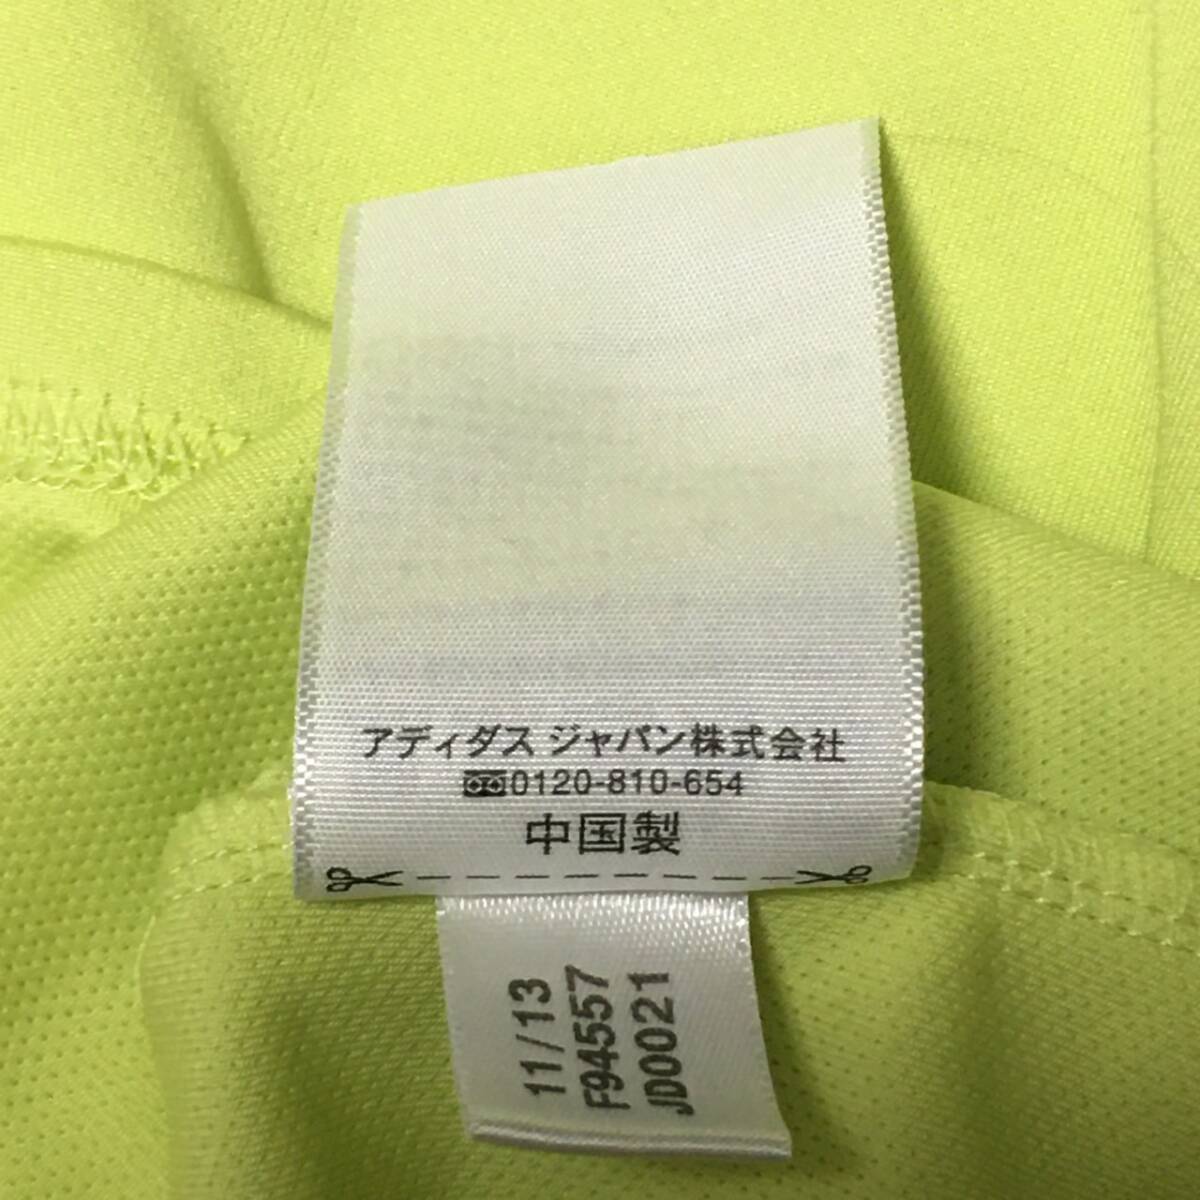 アディダス ジャパン株式会社
0120-810-654
中国製
11/13
F94557
JD0021